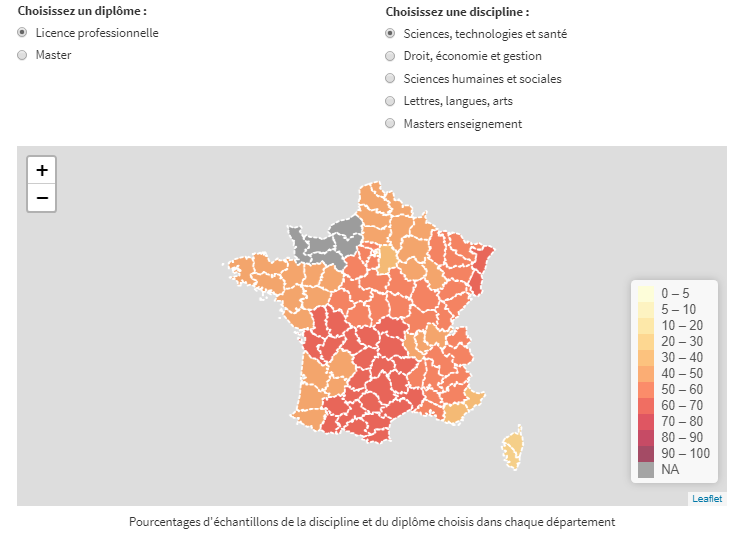 Choisissez un diplôme :
Licence professionnelle
Master
Choisissez une discipline :
Sciences, technologies et santé
Droit, économie et gestion
Sciences humaines et sociales
Lettres, langues, arts
Masters enseignement
+
−
0 – 5
5 – 10
10 – 20
20 – 30
30 – 40
40 – 50
50 – 60
60 – 70
70 – 80
80 – 90
90 – 100
NA
Leaflet
Pourcentages d'échantillons de la discipline et du diplôme choisis dans chaque département